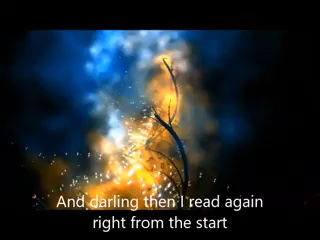 And darling then I read again
right from the start